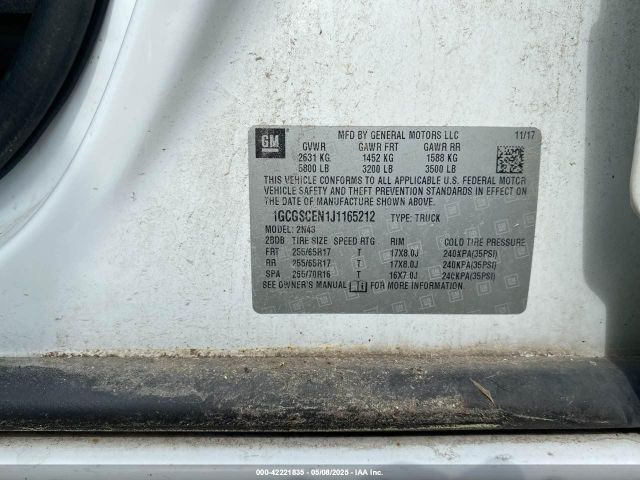 GM
MFD BY GENERAL MOTORS LLC 11/17
GVWR GAWR FRT GAWR RR
2631 KG 1452 KG 1588 KG
5800 LB 3200 LB 3500 LB
THIS VEHICLE CONFORMS TO ALL APPLICABLE U.S. FEDERAL MOTOR
VEHICLE SAFETY AND THEFT PREVENTION STANDARDS IN EFFECT ON
THE DATE OF MANUFACTURE SHOWN ABOVE.
1GCGSCEN1J1165212 TYPE: TRUCK
MODEL: 2N43
28DB TIRE SIZE SPEED RTG RIM COLD TIRE PRESSURE
FRT 255/65R17 T 17X8.0J 240KPA(35PSI)
RR 255/65R17 T 17X8.0J 240KPA(35PSI)
SPA 265/70R16 T 16X7.0J 240KPA(35PSI)
SEE OWNER'S MANUAL FOR MORE INFORMATION.
000-42221835 - 05/08/2025 - IAA Inc.